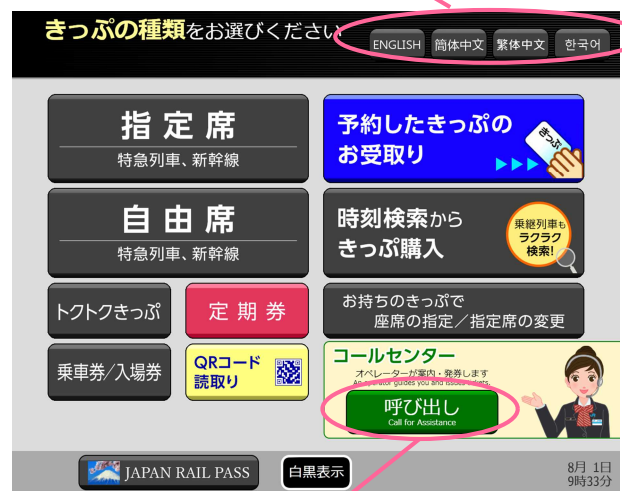 きっぷの種類をお選びください
ENGLISH 简体中文 繁体中文 한국어
指定席
特急列車、新幹線
予約したきっぷの
お受取り
きっぷ
自由席
特急列車、新幹線
時刻検索から
きっぷ購入
乗継列車も
ラクラク
検索!
トクトクきっぷ
定期券
お持ちのきっぷで
座席の指定/指定席の変更
乗車券/入場券
QRコード
読取り
コールセンター
オペレーターが案内・発券します
An operator guides you and issues tickets.
呼び出し
Call for Assistance
JAPAN RAIL PASS
白黒表示
8月 1日
9時33分